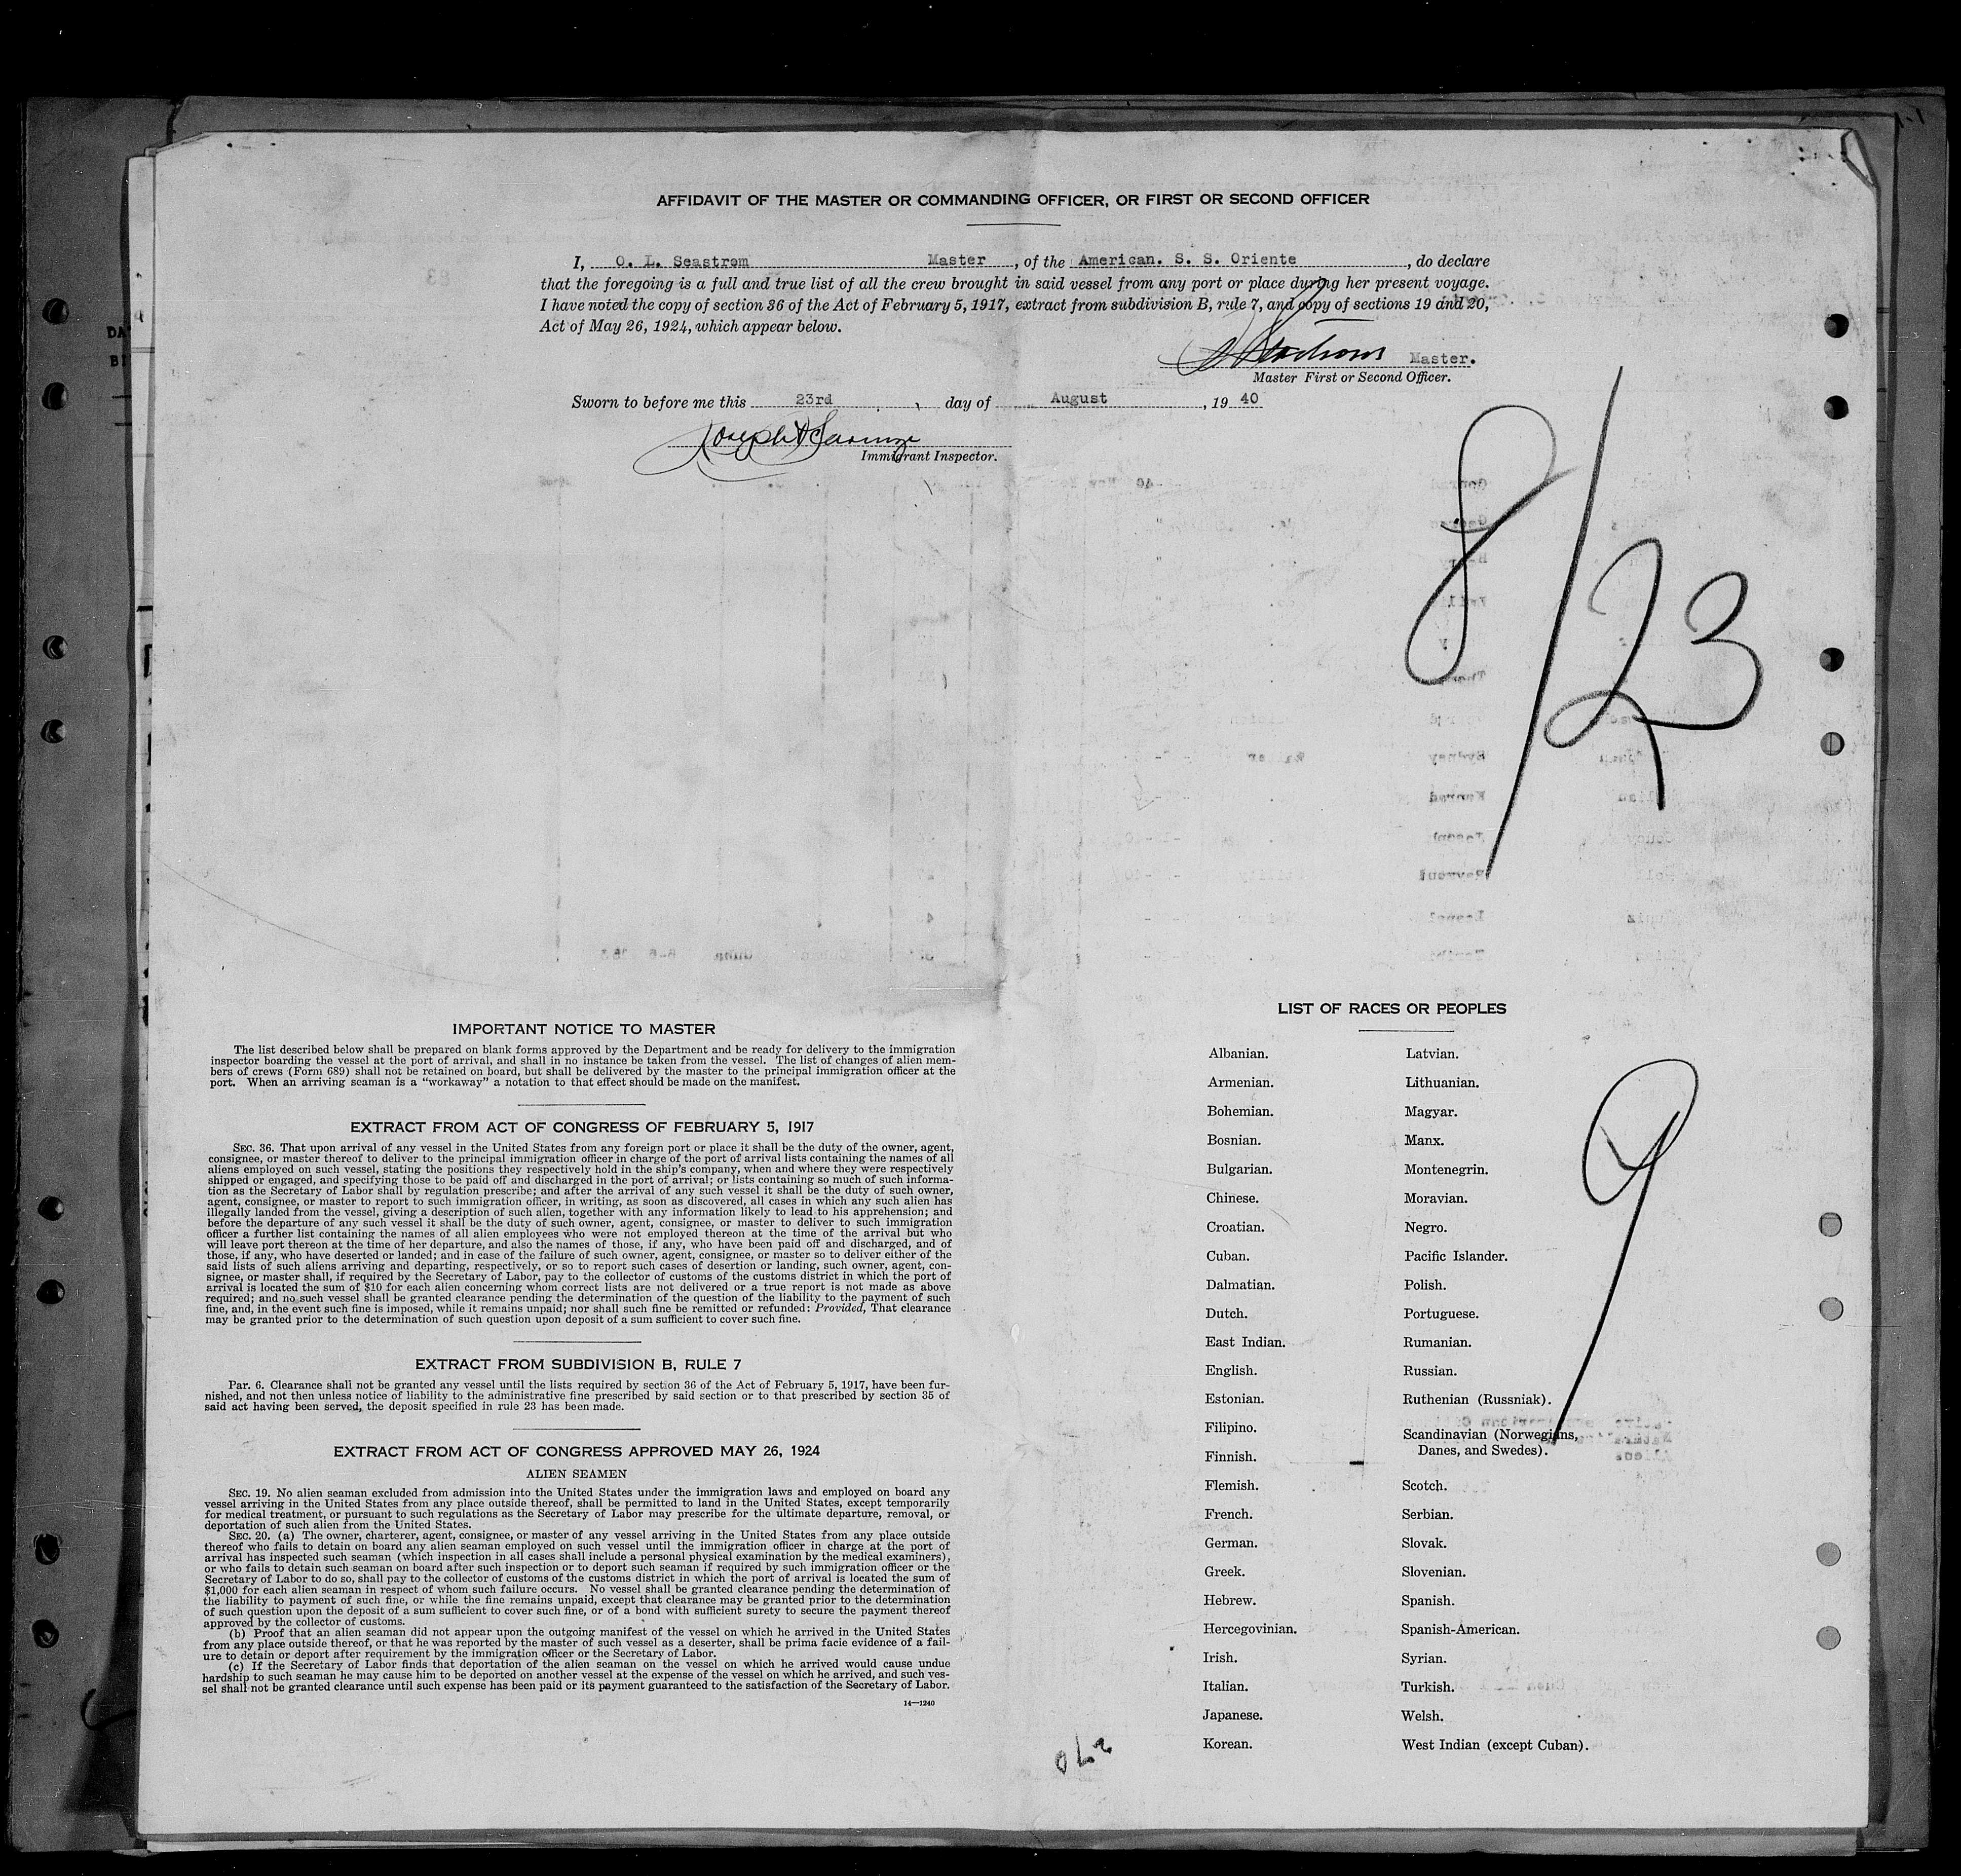 AFFIDAVIT OF THE MASTER OR COMMANDING OFFICER, OR FIRST OR SECOND OFFICER
I, O. L. Seastrom Master, of the American. S. S. Oriente, do declare
that the foregoing is a full and true list of all the crew brought in said vessel from any port or place during her present voyage.
I have noted the copy of section 36 of the Act of February 5, 1917, extract from subdivision B, rule 7, and copy of sections 19 and 20,
Act of May 26, 1924, which appear below.
Master.
Master First or Second Officer.
Sworn to before me this 23rd day of August, 19 40
Joseph
Immigrant Inspector.
8/23
IMPORTANT NOTICE TO MASTER
The list described below shall be prepared on blank forms approved by the Department and be ready for delivery to the immigration
inspector boarding the vessel at the port of arrival, and shall in no instance be taken from the vessel. The list of changes of alien mem-
bers of crews (Form 689) shall not be retained on board, but shall be delivered by the master to the principal immigration officer at the
port. When an arriving seaman is a "workaway" a notation to that effect should be made on the manifest.
EXTRACT FROM ACT OF CONGRESS OF FEBRUARY 5, 1917
SEC. 36. That upon arrival of any vessel in the United States from any foreign port or place it shall be the duty of the owner, agent,
consignee, or master thereof to deliver to the principal immigration officer in charge of the port of arrival lists containing the names of all
aliens employed on such vessel, stating the positions they respectively hold in the ship's company, when and where they were respectively
shipped or engaged, and specifying those to be paid off and discharged in the port of arrival; or lists containing so much of such informa-
tion as the Secretary of Labor shall by regulation prescribe; and after the arrival of any such vessel it shall be the duty of such owner,
agent, consignee, or master to report to such immigration officer, in writing, as soon as discovered, all cases in which any such alien has
illegally landed from the vessel, giving a description of such alien, together with any information likely to lead to his apprehension; and
before the departure of any such vessel it shall be the duty of such owner, agent, consignee, or master to deliver to such immigration
officer a further list containing the names of all alien employees who were not employed thereon at the time of the arrival but who
will leave port thereon at the time of her departure, and also the names of those, if any, who have been paid off and discharged, and of
those, if any, who have deserted or landed; and in case of the failure of such owner, agent, consignee, or master so to deliver either of the
said lists of such aliens arriving and departing, respectively, or so to report such cases of desertion or landing, such owner, agent, con-
signee, or master shall, if required by the Secretary of Labor, pay to the collector of customs of the customs district in which the port of
arrival is located the sum of $10 for each alien concerning whom correct lists are not delivered or a true report is not made as above
required; and no such vessel shall be granted clearance pending the determination of the question of the liability to the payment of such
fine, and, in the event such fine is imposed, while it remains unpaid; nor shall such fine be remitted or refunded: Provided, That clearance
may be granted prior to the determination of such question upon deposit of a sum sufficient to cover such fine.
EXTRACT FROM SUBDIVISION B, RULE 7
Par. 6. Clearance shall not be granted any vessel until the lists required by section 36 of the Act of February 5, 1917, have been fur-
nished, and not then unless notice of liability to the administrative fine prescribed by said section or to that prescribed by section 35 of
said act having been served, the deposit specified in rule 23 has been made.
EXTRACT FROM ACT OF CONGRESS APPROVED MAY 26, 1924
ALIEN SEAMEN
SEC. 19. No alien seaman excluded from admission into the United States under the immigration laws and employed on board any
vessel arriving in the United States from any place outside thereof, shall be permitted to land in the United States, except temporarily
for medical treatment, or pursuant to such regulations as the Secretary of Labor may prescribe for the ultimate departure, removal, or
deportation of such alien from the United States.
SEC. 20. (a) The owner, charterer, agent, consignee, or master of any vessel arriving in the United States from any place outside
thereof who fails to detain on board any alien seaman employed on such vessel until the immigration officer in charge at the port of
arrival has inspected such seaman (which inspection in all cases shall include a personal physical examination by the medical examiners),
or who fails to detain such seaman on board after such inspection or to deport such seaman if required by such immigration officer or the
Secretary of Labor to do so, shall pay to the collector of customs of the customs district in which the port of arrival is located the sum of
$1,000 for each alien seaman in respect of whom such failure occurs. No vessel shall be granted clearance pending the determination of
the liability to payment of such fine, or while the fine remains unpaid, except that clearance may be granted prior to the determination
of such question upon the deposit of a sum sufficient to cover such fine, or of a bond with sufficient surety to secure the payment thereof
approved by the collector of customs.
(b) Proof that an alien seaman did not appear upon the outgoing manifest of the vessel on which he arrived in the United States
from any place outside thereof, or that he was reported by the master of such vessel as a deserter, shall be prima facie evidence of a fail-
ure to detain or deport after requirement by the immigration officer or the Secretary of Labor.
(c) If the Secretary of Labor finds that deportation of the alien seaman on the vessel on which he arrived would cause undue
hardship to such seaman he may cause him to be deported on another vessel at the expense of the vessel on which he arrived, and such ves-
sel shall not be granted clearance until such expense has been paid or its payment guaranteed to the satisfaction of the Secretary of Labor.
14—1240
LIST OF RACES OR PEOPLES
Albanian.
Armenian.
Bohemian.
Bosnian.
Bulgarian.
Chinese.
Croatian.
Cuban.
Dalmatian.
Dutch.
East Indian.
English.
Estonian.
Filipino.
Finnish.
Flemish.
French.
German.
Greek.
Hebrew.
Hercegovinian.
Irish.
Italian.
Japanese.
Korean.
Latvian.
Lithuanian.
Magyar.
Manx.
Montenegrin.
Moravian.
Negro.
Pacific Islander.
Polish.
Portuguese.
Rumanian.
Russian.
Ruthenian (Russniak).
Scandinavian (Norwegians,
Danes, and Swedes).
Scotch.
Serbian.
Slovak.
Slovenian.
Spanish.
Spanish-American.
Syrian.
Turkish.
Welsh.
West Indian (except Cuban).
9